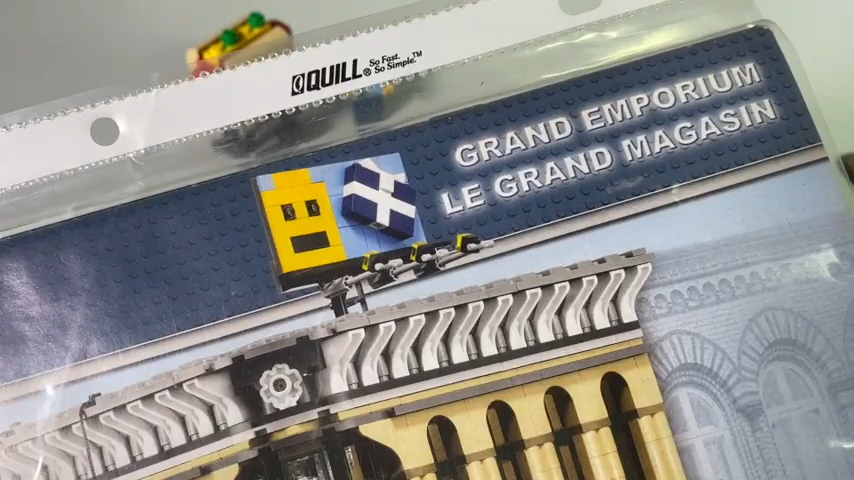 QUILL® So Fast.
So Simple.™
GRAND EMPORIUM
LE GRAND MAGASIN